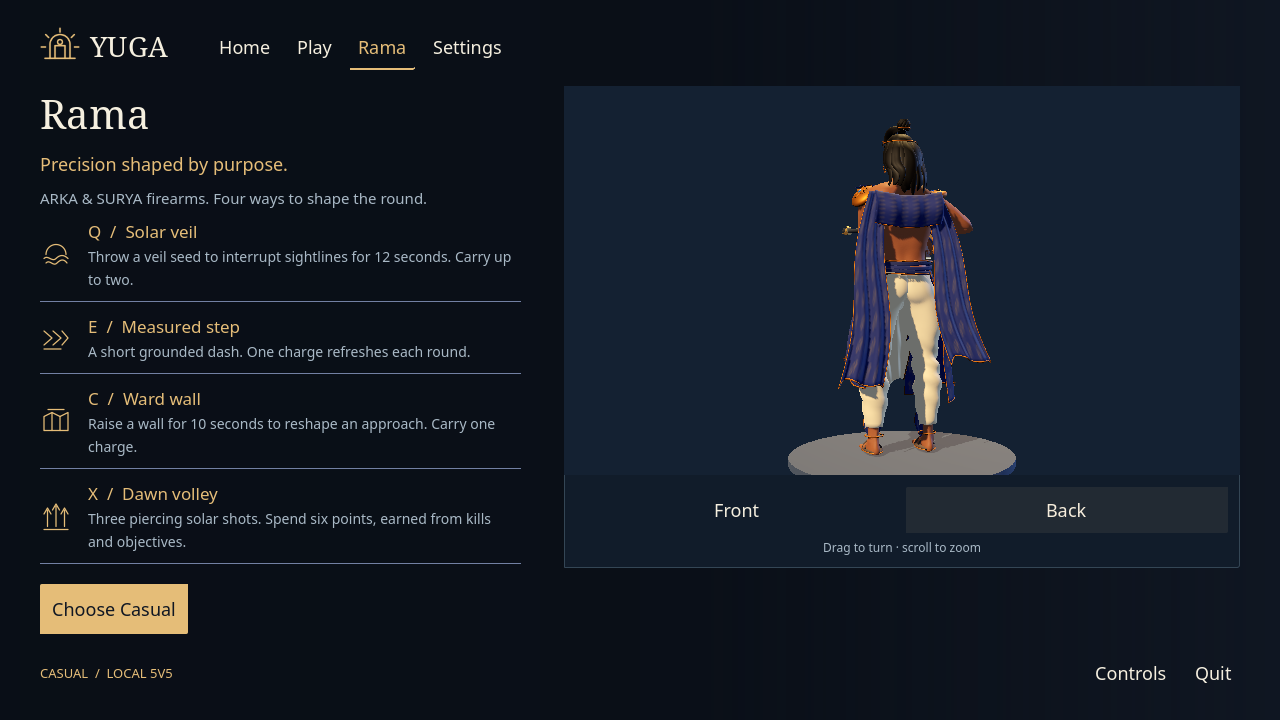 YUGA
Home
Play
Rama
Settings
Rama
Precision shaped by purpose.
ARKA & SURYA firearms. Four ways to shape the round.
Q / Solar veil
Throw a veil seed to interrupt sightlines for 12 seconds. Carry up
to two.
E / Measured step
A short grounded dash. One charge refreshes each round.
C / Ward wall
Raise a wall for 10 seconds to reshape an approach. Carry one
charge.
X / Dawn volley
Three piercing solar shots. Spend six points, earned from kills
and objectives.
Choose Casual
Front
Back
Drag to turn · scroll to zoom
CASUAL / LOCAL 5V5
Controls
Quit